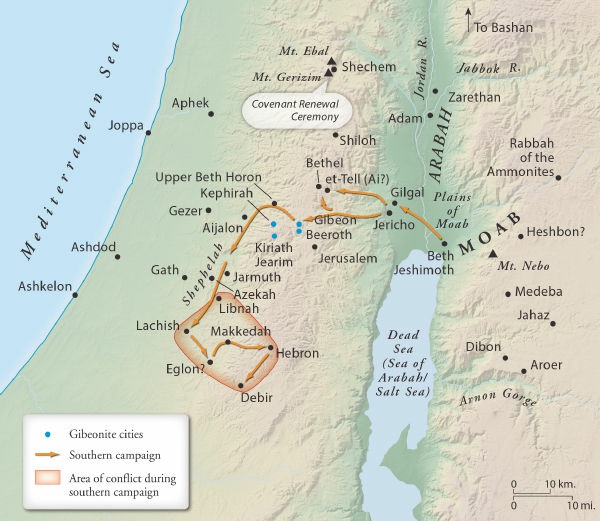 To Bashan
Mediterranean Sea
Mt. Ebal
Shechem
Mt. Gerizim
Jordan R.
Jabbok R.
Covenant Renewal
Ceremony
Aphek
Zarethan
Adam
Joppa
ARABAH
Shiloh
Rabbah
of the
Ammonites
Bethel
et-Tell (Ai?)
Upper Beth Horon
Kephirah
Gilgal
Plains
of
Moab
Gezer
Gibeon
Jericho
Aijalon
Beeroth
MOAB
Heshbon?
Ashdod
Kiriath
Jearim
Jerusalem
Beth
Jeshimoth
Mt. Nebo
Shephelah
Gath
Jarmuth
Ashkelon
Azekah
Medeba
Libnah
Jahaz
Lachish
Makkedah
Dead
Sea
(Sea of
Arabah/
Salt Sea)
Hebron
Dibon
Eglon?
Aroer
Debir
Arnon Gorge
Gibeonite cities
Southern campaign
Area of conflict during
southern campaign
0 10 km.
0 10 mi.